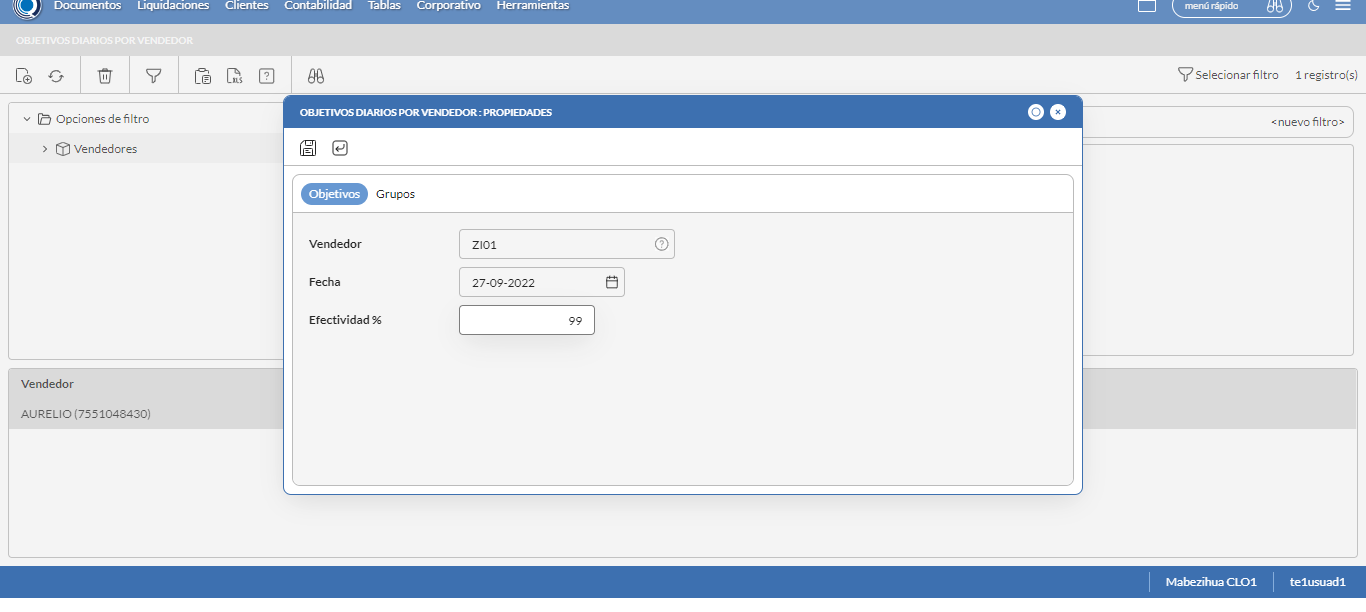 Documentos Liquidaciones Clientes Contabilidad Tablas Corporativo Herramientas menú rápido
OBJETIVOS DIARIOS POR VENDEDOR
XLS ? Selecionar filtro 1 registro(s)
Opciones de filtro
<nuevo filtro>
Vendedores
OBJETIVOS DIARIOS POR VENDEDOR : PROPIEDADES
Objetivos Grupos
Vendedor ZI01 ?
Fecha 27-09-2022
Efectividad % 99
Vendedor
AURELIO (7551048430)
Mabezihua CLO1 te1usuad1